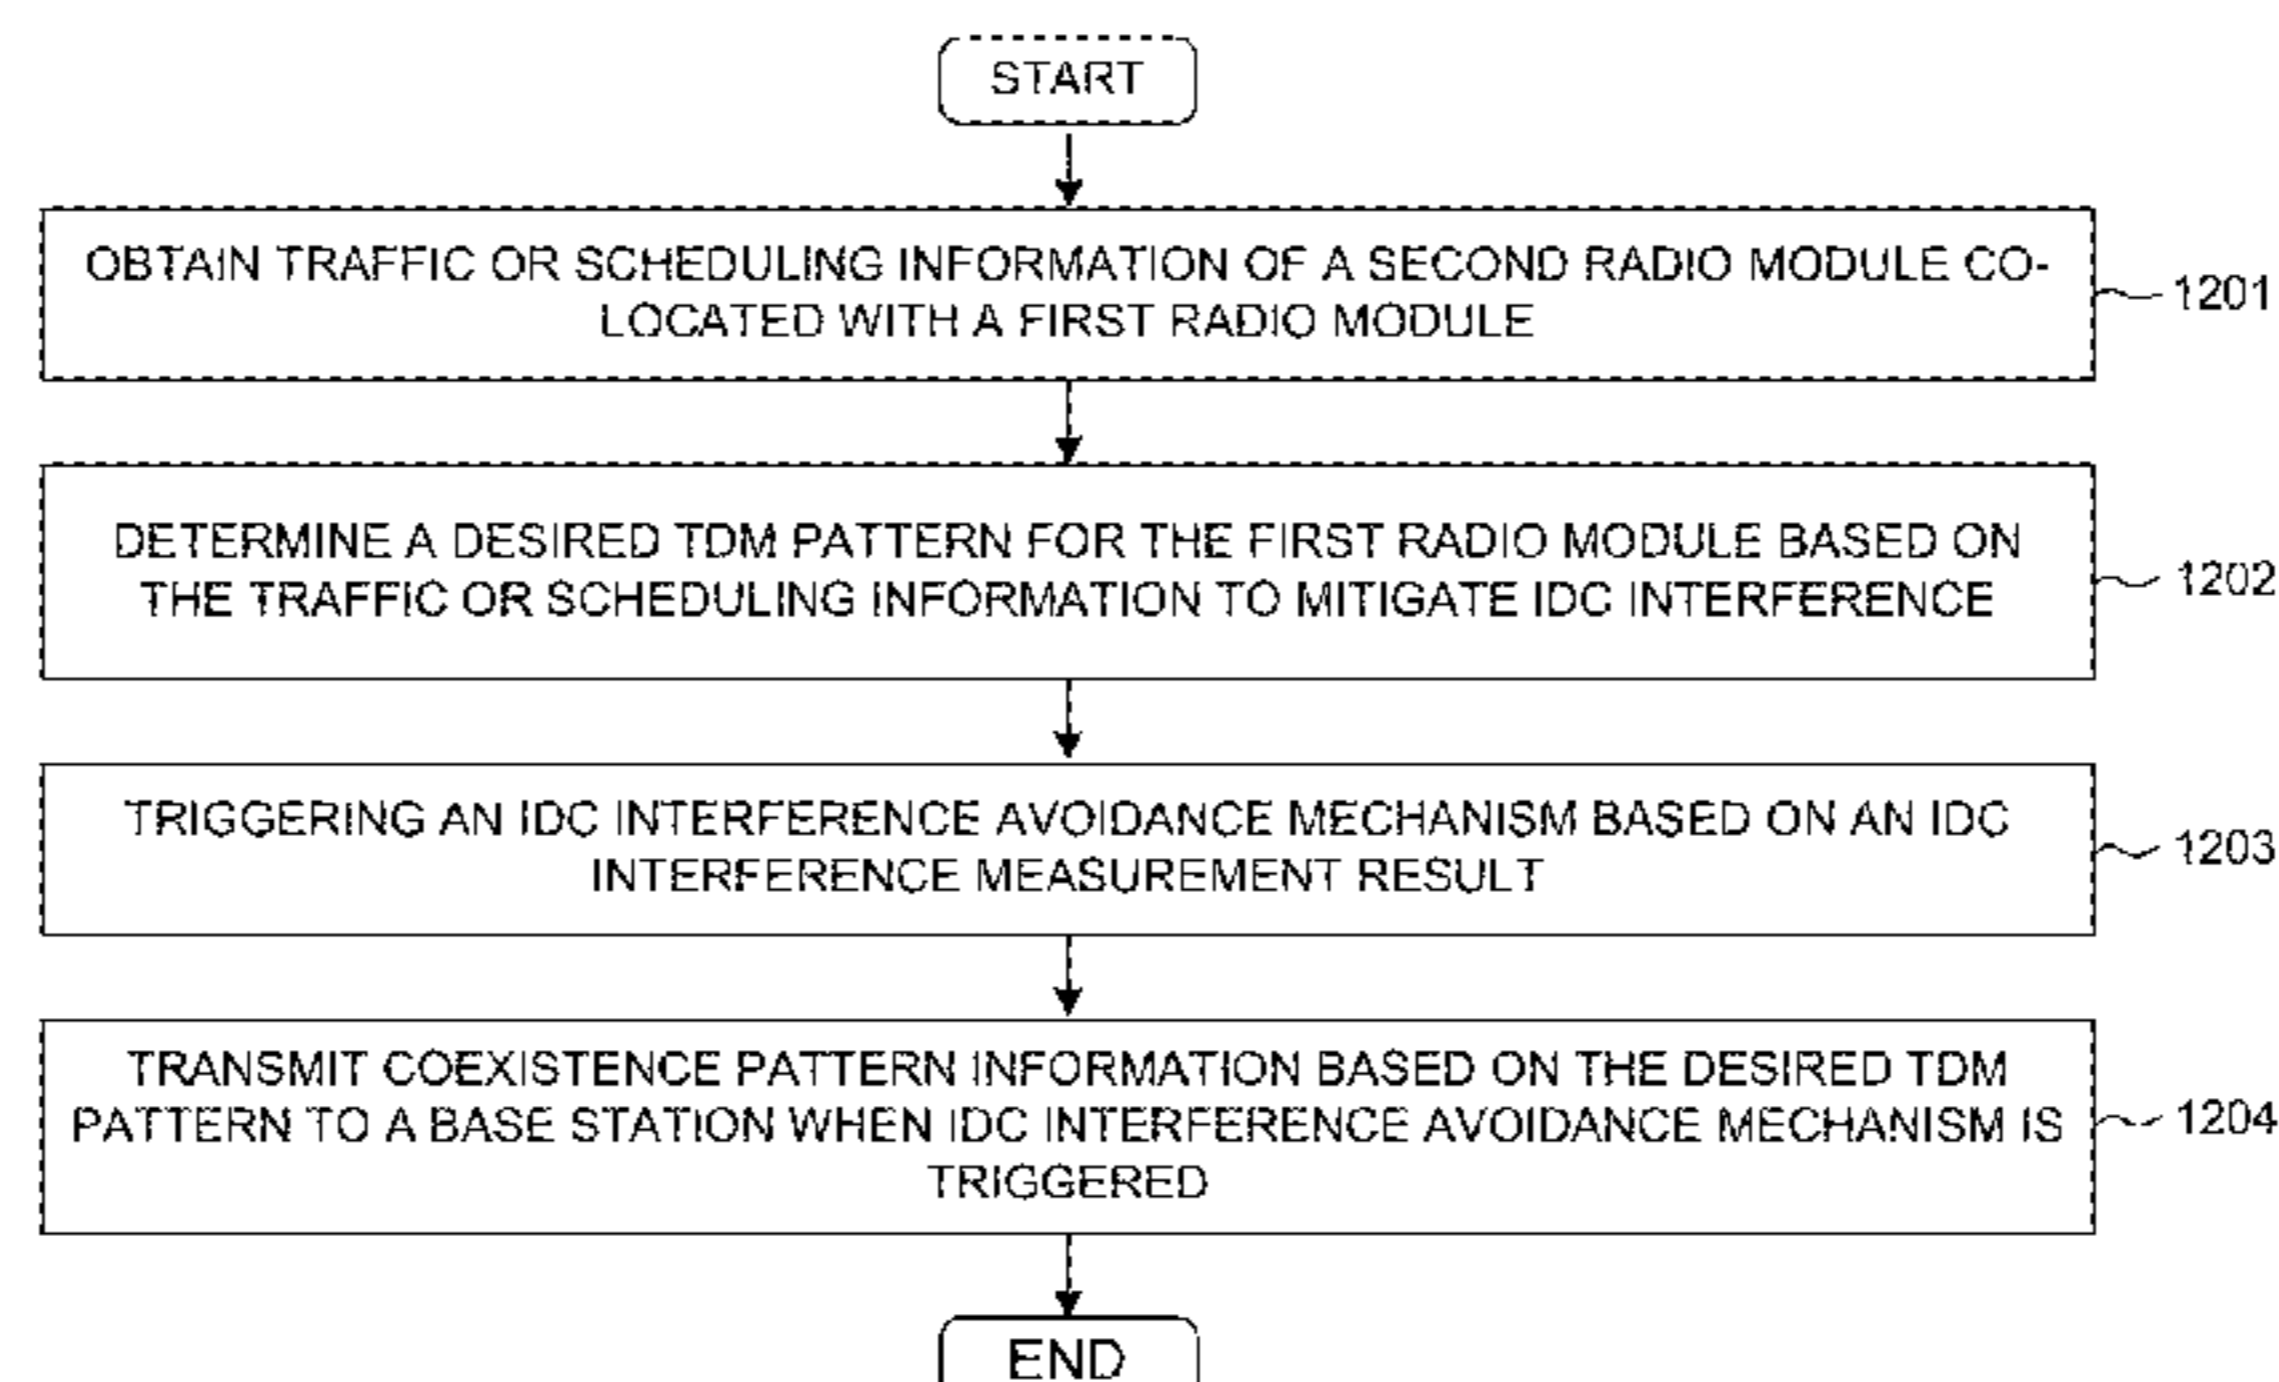 START
OBTAIN TRAFFIC OR SCHEDULING INFORMATION OF A SECOND RADIO MODULE CO-
LOCATED WITH A FIRST RADIO MODULE
1201
DETERMINE A DESIRED TDM PATTERN FOR THE FIRST RADIO MODULE BASED ON
THE TRAFFIC OR SCHEDULING INFORMATION TO MITIGATE IDC INTERFERENCE
1202
TRIGGERING AN IDC INTERFERENCE AVOIDANCE MECHANISM BASED ON AN IDC
INTERFERENCE MEASUREMENT RESULT
1203
TRANSMIT COEXISTENCE PATTERN INFORMATION BASED ON THE DESIRED TDM
PATTERN TO A BASE STATION WHEN IDC INTERFERENCE AVOIDANCE MECHANISM IS
TRIGGERED
1204
END